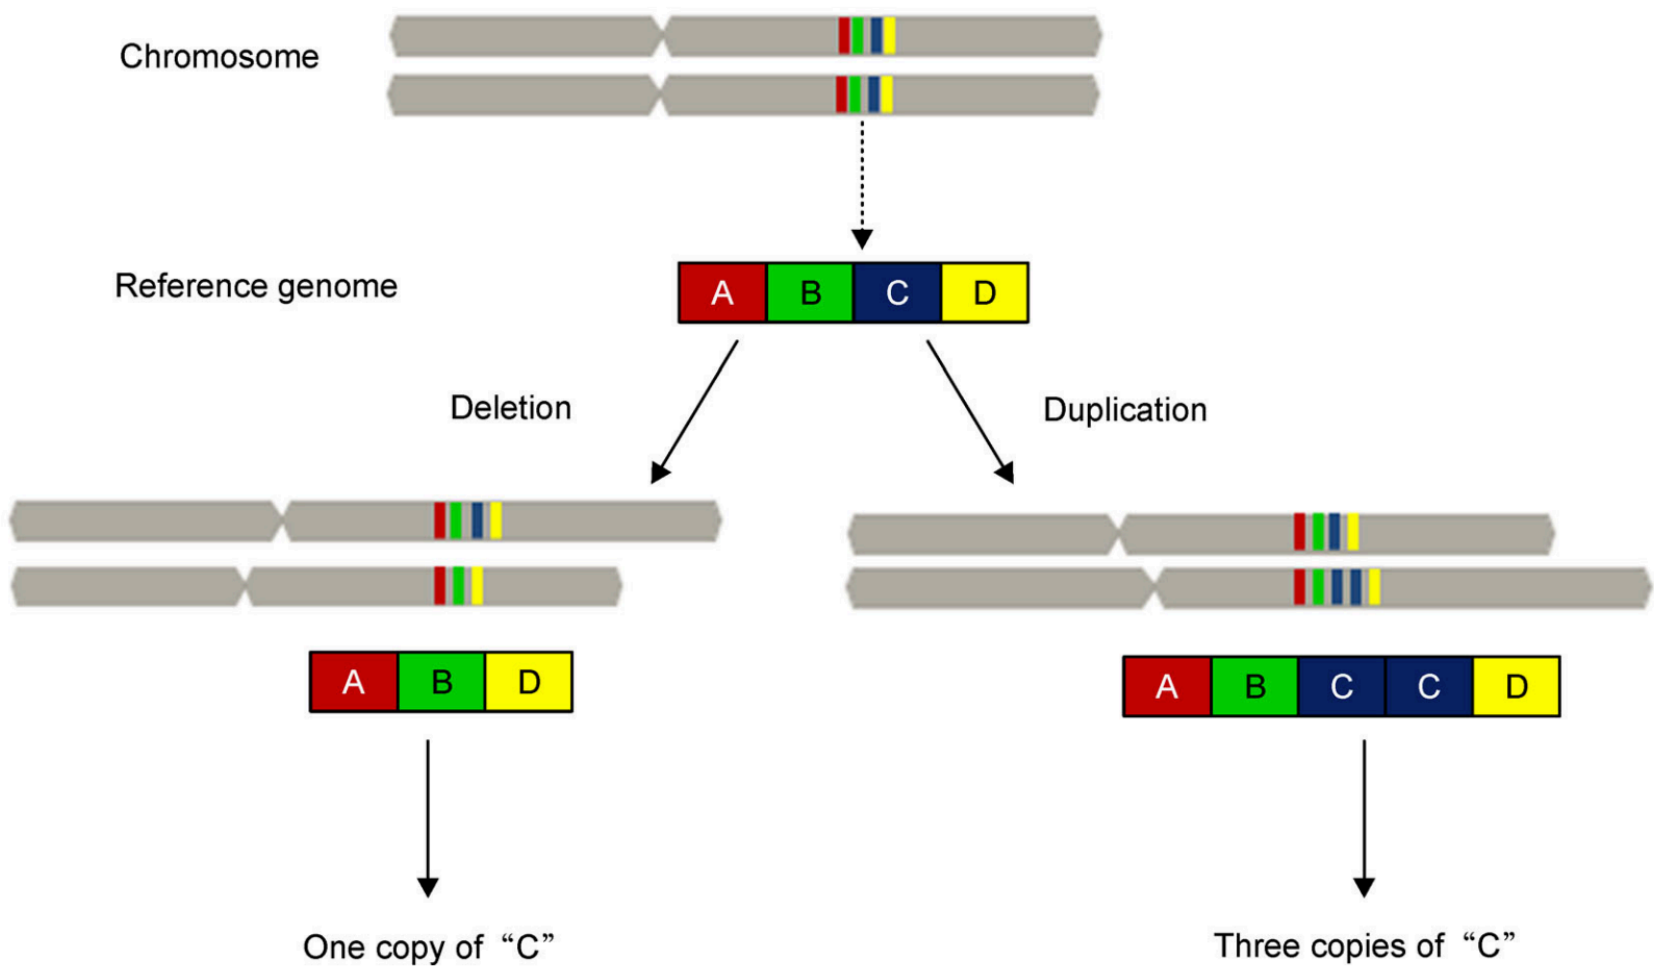 Chromosome
Reference genome
A B C D
Deletion
Duplication
A B D
A B C C D
One copy of “C”
Three copies of “C”